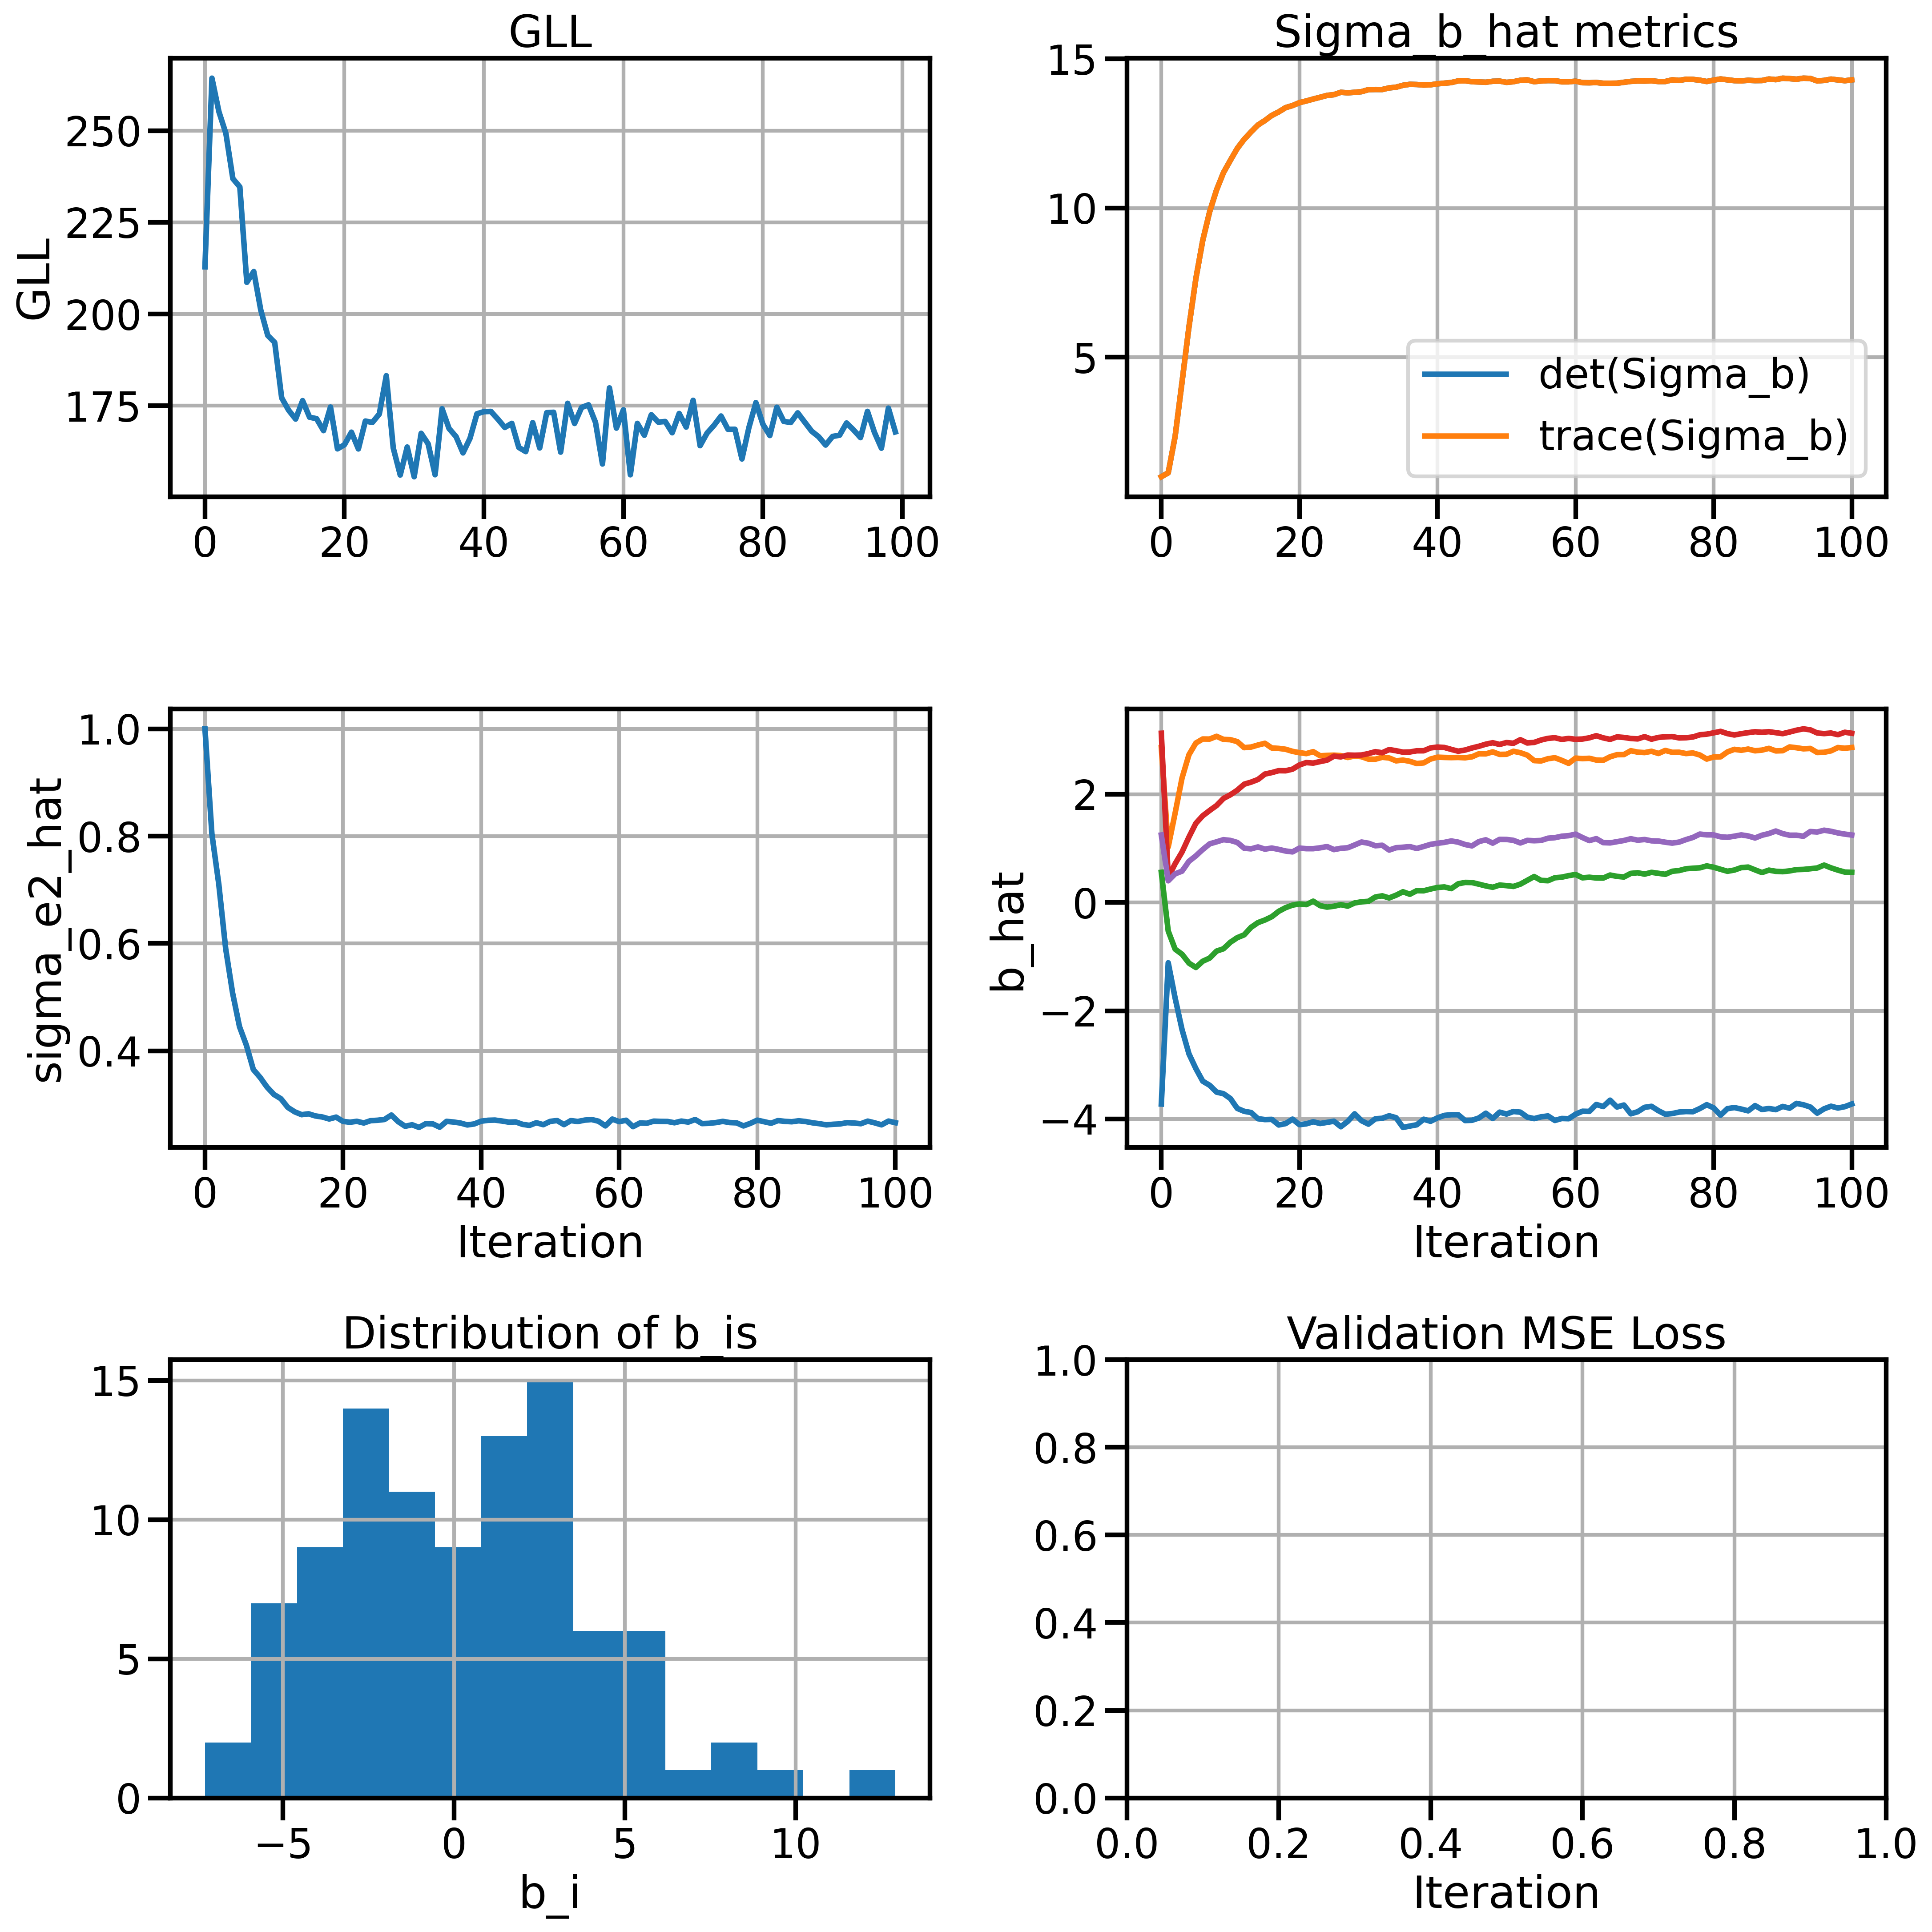 GLL
GLL
250
225
200
175
0 20 40 60 80 100
Sigma_b_hat metrics
15
10
5
det(Sigma_b)
trace(Sigma_b)
0 20 40 60 80 100
sigma_e2_hat
1.0
0.8
0.6
0.4
0 20 40 60 80 100
Iteration
b_hat
2
0
−2
−4
0 20 40 60 80 100
Iteration
Distribution of b_is
15
10
5
0
−5 0 5 10
b_i
Validation MSE Loss
1.0
0.8
0.6
0.4
0.2
0.0
0.0 0.2 0.4 0.6 0.8 1.0
Iteration